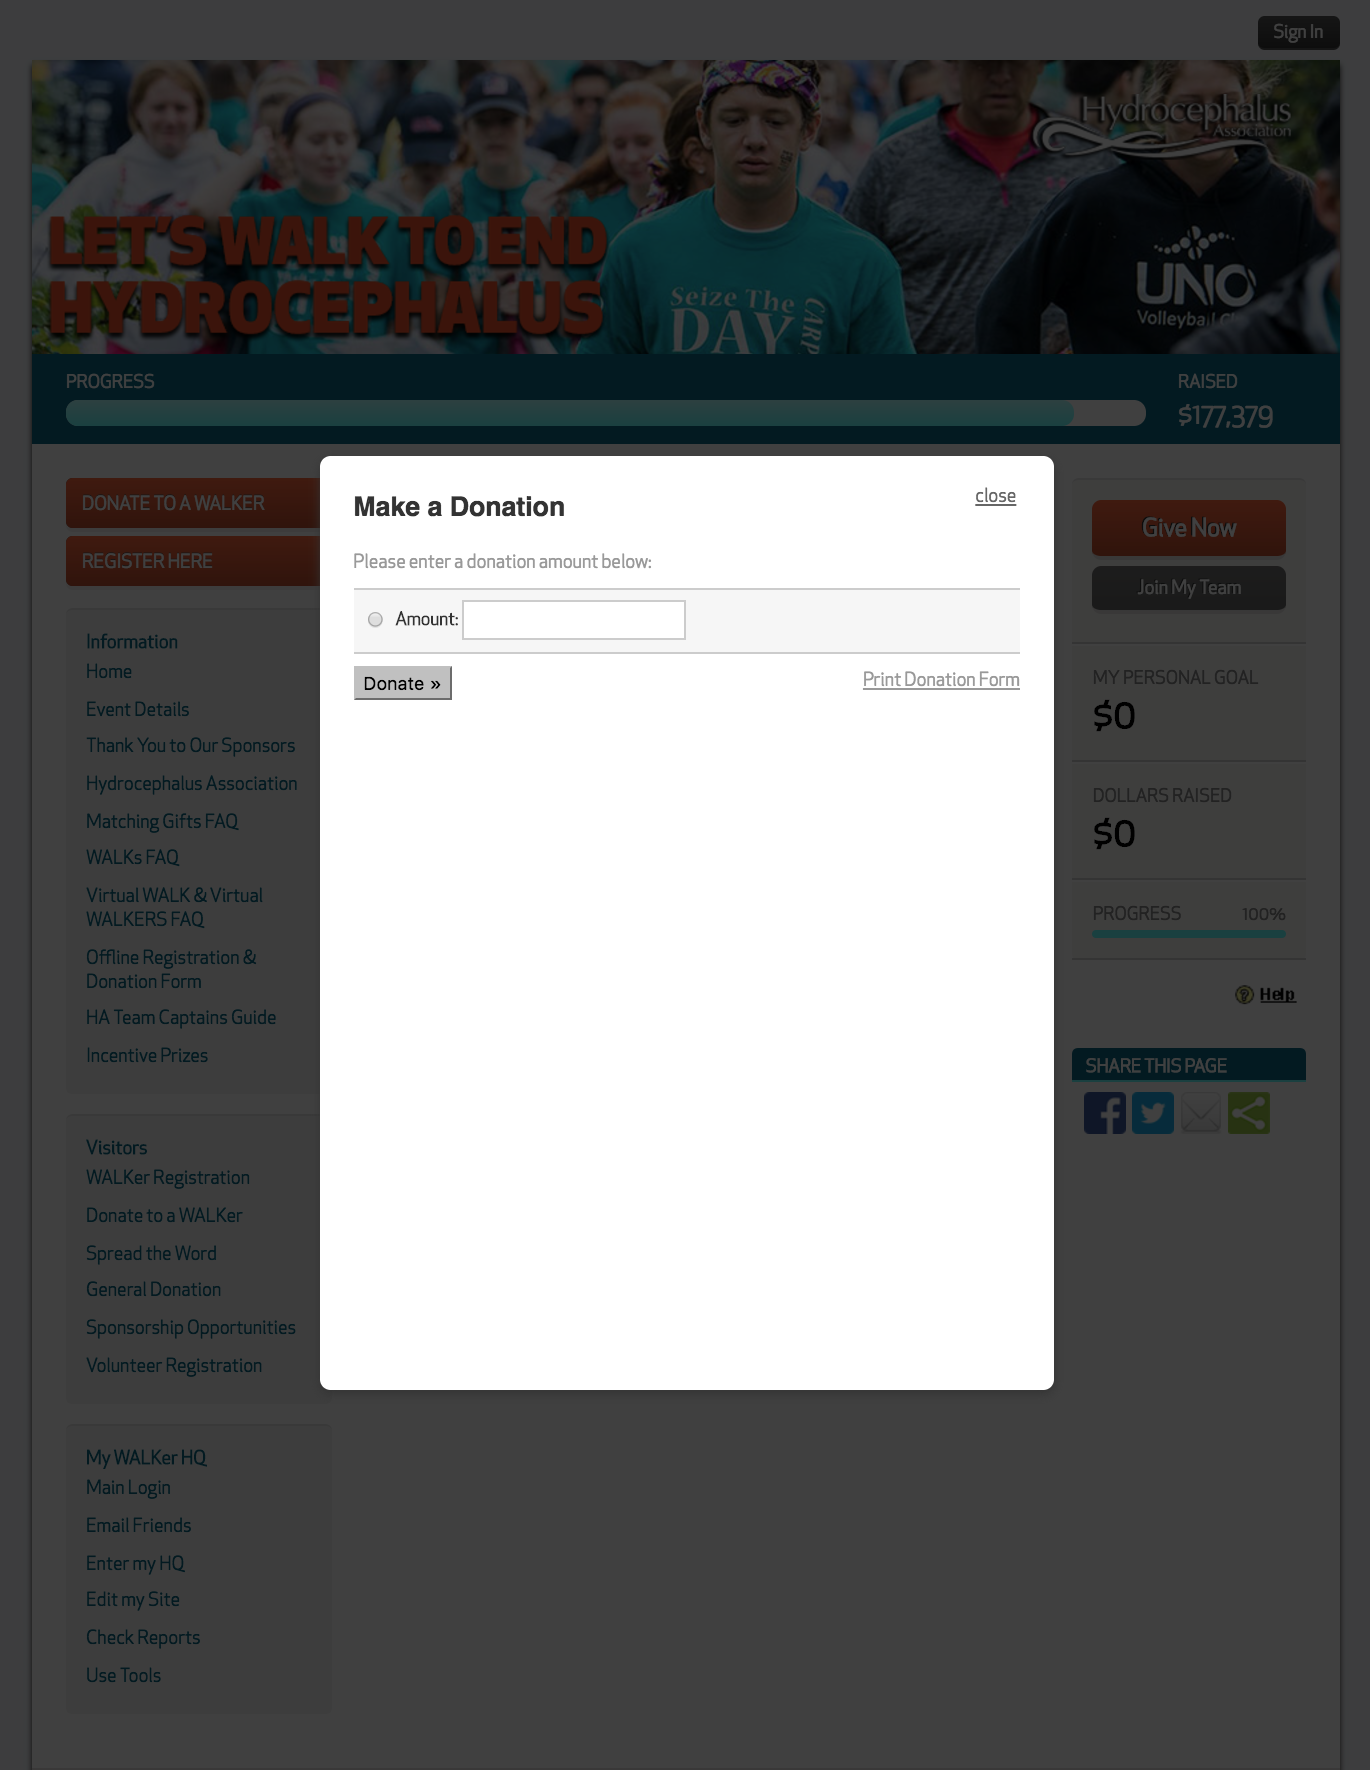 Sign In
Hydrocephalus
Association
LET'S WALK TO END
HYDROCEPHALUS
Seize The
DAY
CARP
UNO
Volleyball
PROGRESS
RAISED
$177,379
DONATE TO A WALKER
REGISTER HERE
Information
Home
Event Details
Thank You to Our Sponsors
Hydrocephalus Association
Matching Gifts FAQ
WALKs FAQ
Virtual WALK & Virtual
WALKERS FAQ
Offline Registration &
Donation Form
HA Team Captains Guide
Incentive Prizes
Visitors
WALKer Registration
Donate to a WALKer
Spread the Word
General Donation
Sponsorship Opportunities
Volunteer Registration
My WALKer HQ
Main Login
Email Friends
Enter my HQ
Edit my Site
Check Reports
Use Tools
Make a Donation
close
Please enter a donation amount below:
Amount:
Donate »
Print Donation Form
Give Now
Join My Team
MY PERSONAL GOAL
$0
DOLLARS RAISED
$0
PROGRESS 100%
Help
SHARE THIS PAGE